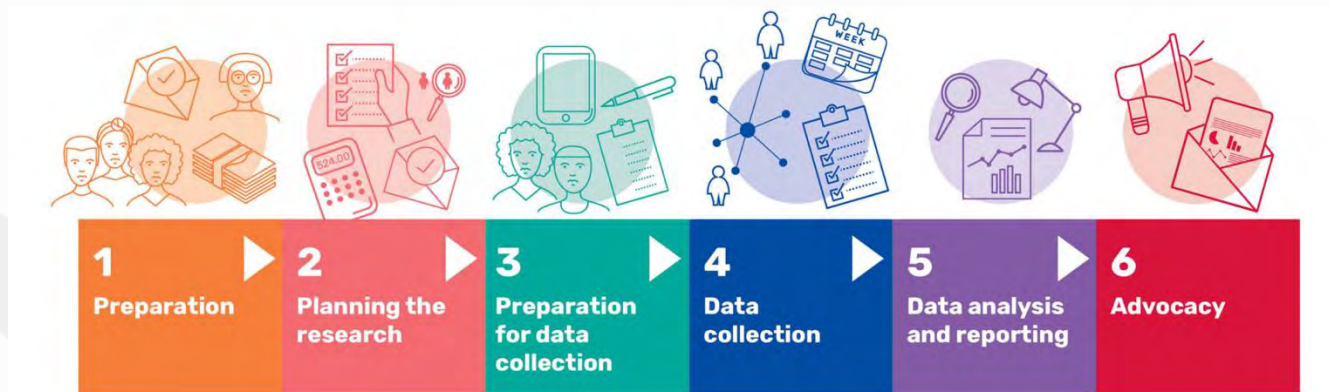 524.00
WEEK
1
Preparation
2
Planning the
research
3
Preparation
for data
collection
4
Data
collection
5
Data analysis
and reporting
6
Advocacy